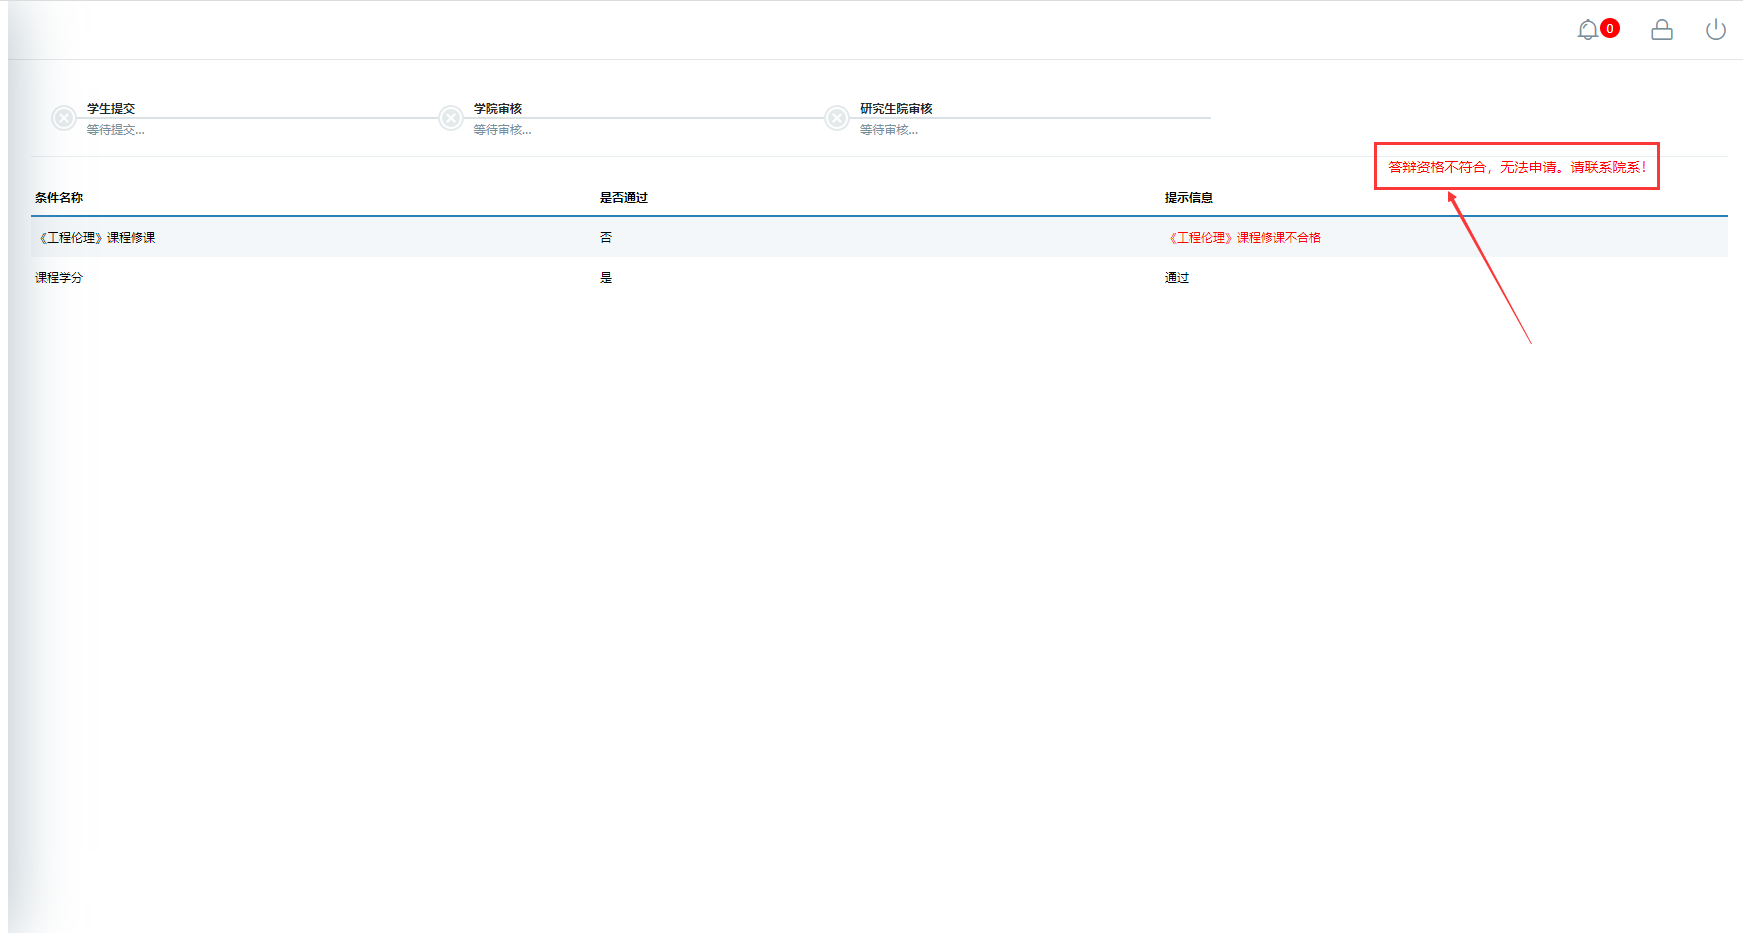 0
学生提交
等待提交...
学院审核
等待审核...
研究生院审核
等待审核...
答辩资格不符合，无法申请。请联系院系！
条件名称 是否通过 提示信息
《工程伦理》课程修课 否 《工程伦理》课程修课不合格
课程学分 是 通过